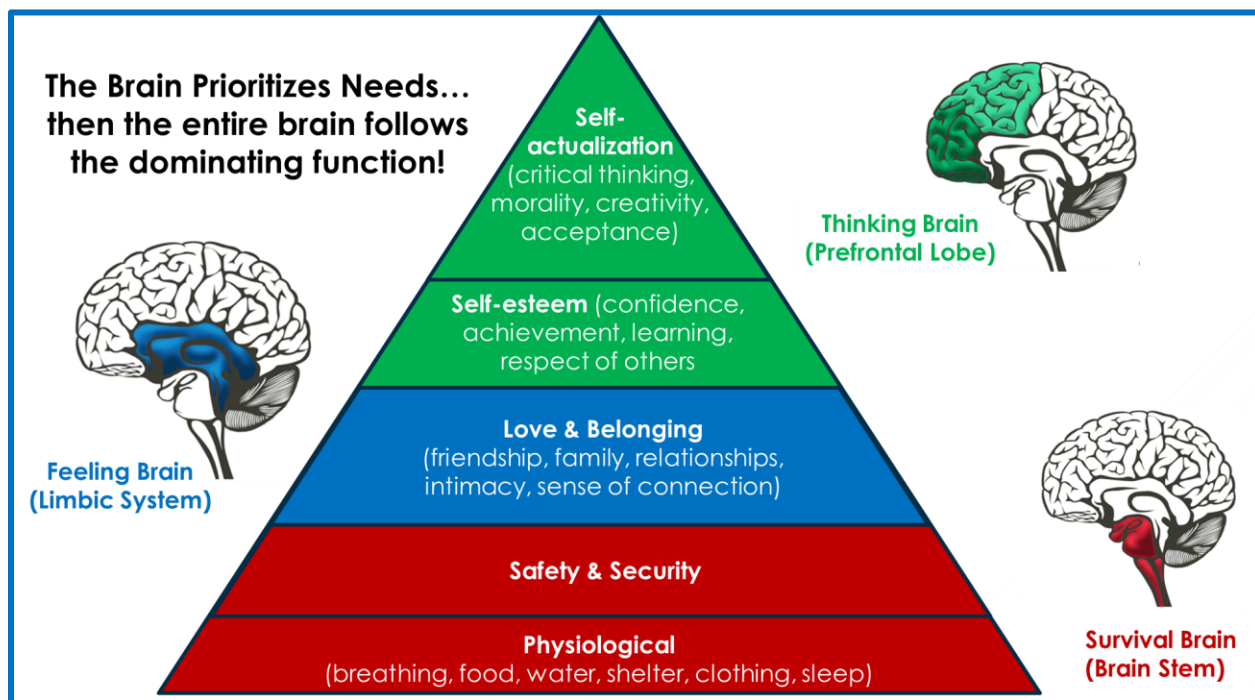 The Brain Prioritizes Needs…
then the entire brain follows
the dominating function!
Self-
actualization
(critical thinking,
morality, creativity,
acceptance)
Thinking Brain
(Prefrontal Lobe)
Self-esteem (confidence,
achievement, learning,
respect of others
Love & Belonging
(friendship, family, relationships,
intimacy, sense of connection)
Feeling Brain
(Limbic System)
Safety & Security
Physiological
(breathing, food, water, shelter, clothing, sleep)
Survival Brain
(Brain Stem)